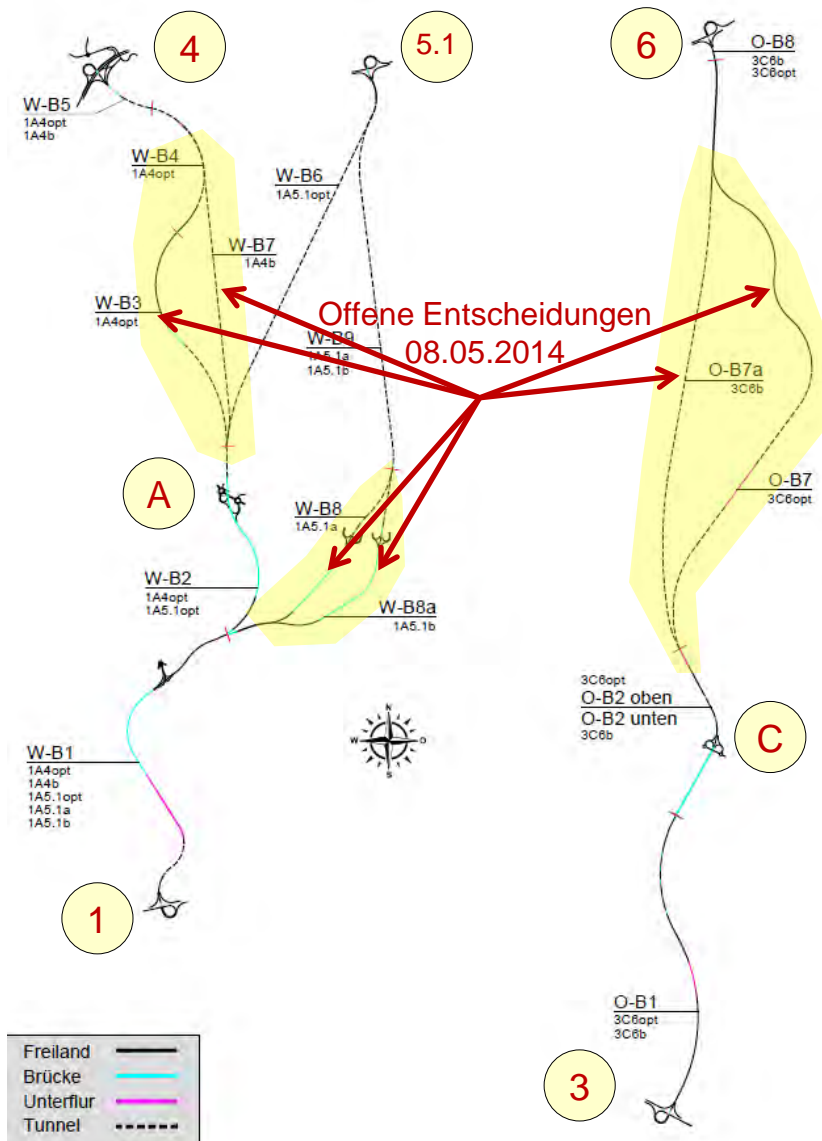 4
5.1
6
O-B8
3C6b
3C6opt
W-B5
1A4opt
1A4b
W-B4
1A4opt
W-B6
1A5.1opt
W-B7
1A4b
W-B3
1A4opt
Offene Entscheidungen
08.05.2014
W-B9
1A5.1a
1A5.1b
O-B7a
3C6b
O-B7
3C6opt
A
W-B8
1A5.1a
W-B2
1A4opt
1A5.1opt
W-B8a
1A5.1b
3C6opt
O-B2 oben
O-B2 unten
3C6b
C
N
W
O
S
W-B1
1A4opt
1A4b
1A5.1opt
1A5.1a
1A5.1b
1
O-B1
3C6opt
3C6b
3
Freiland
Brücke
Unterflur
Tunnel